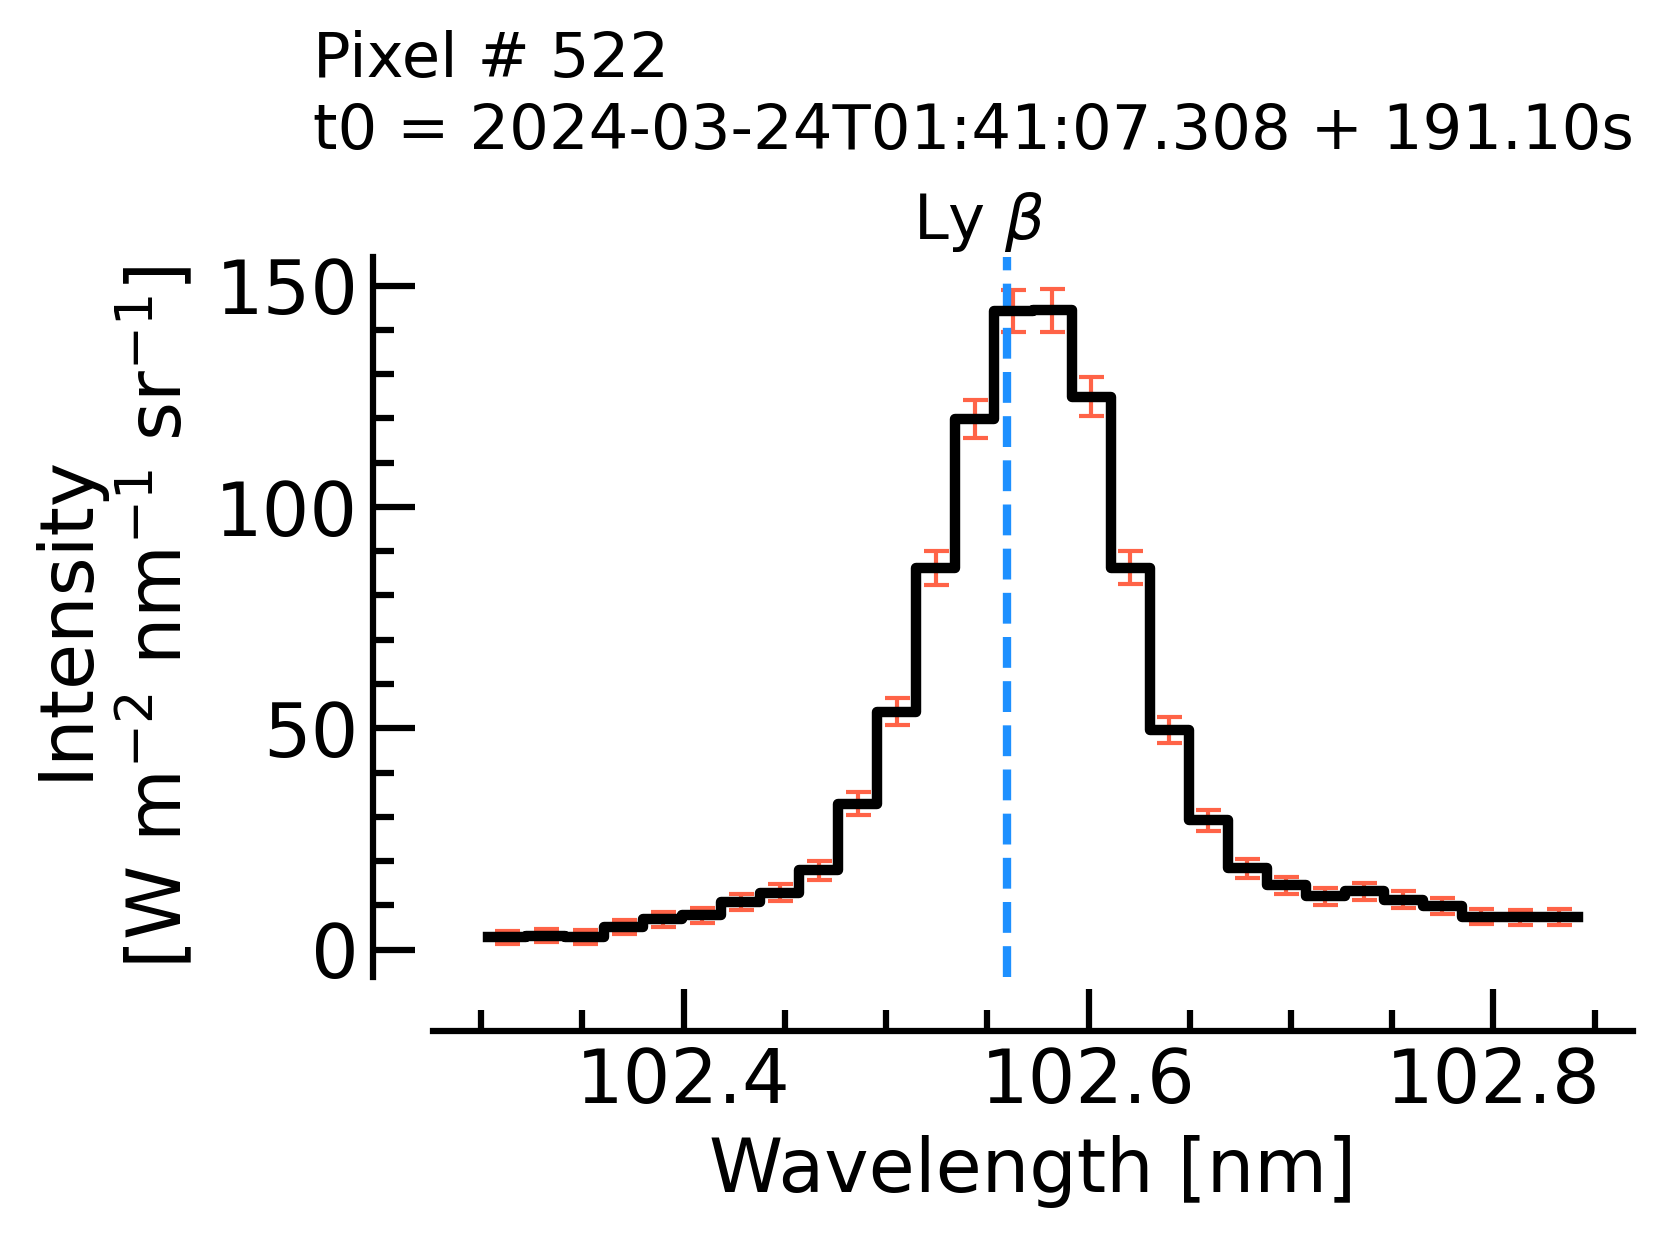 Pixel # 522
t0 = 2024-03-24T01:41:07.308 + 191.10s
Ly β
Intensity
[W m⁻² nm⁻¹ sr⁻¹]
150
100
50
0
102.4 102.6 102.8
Wavelength [nm]